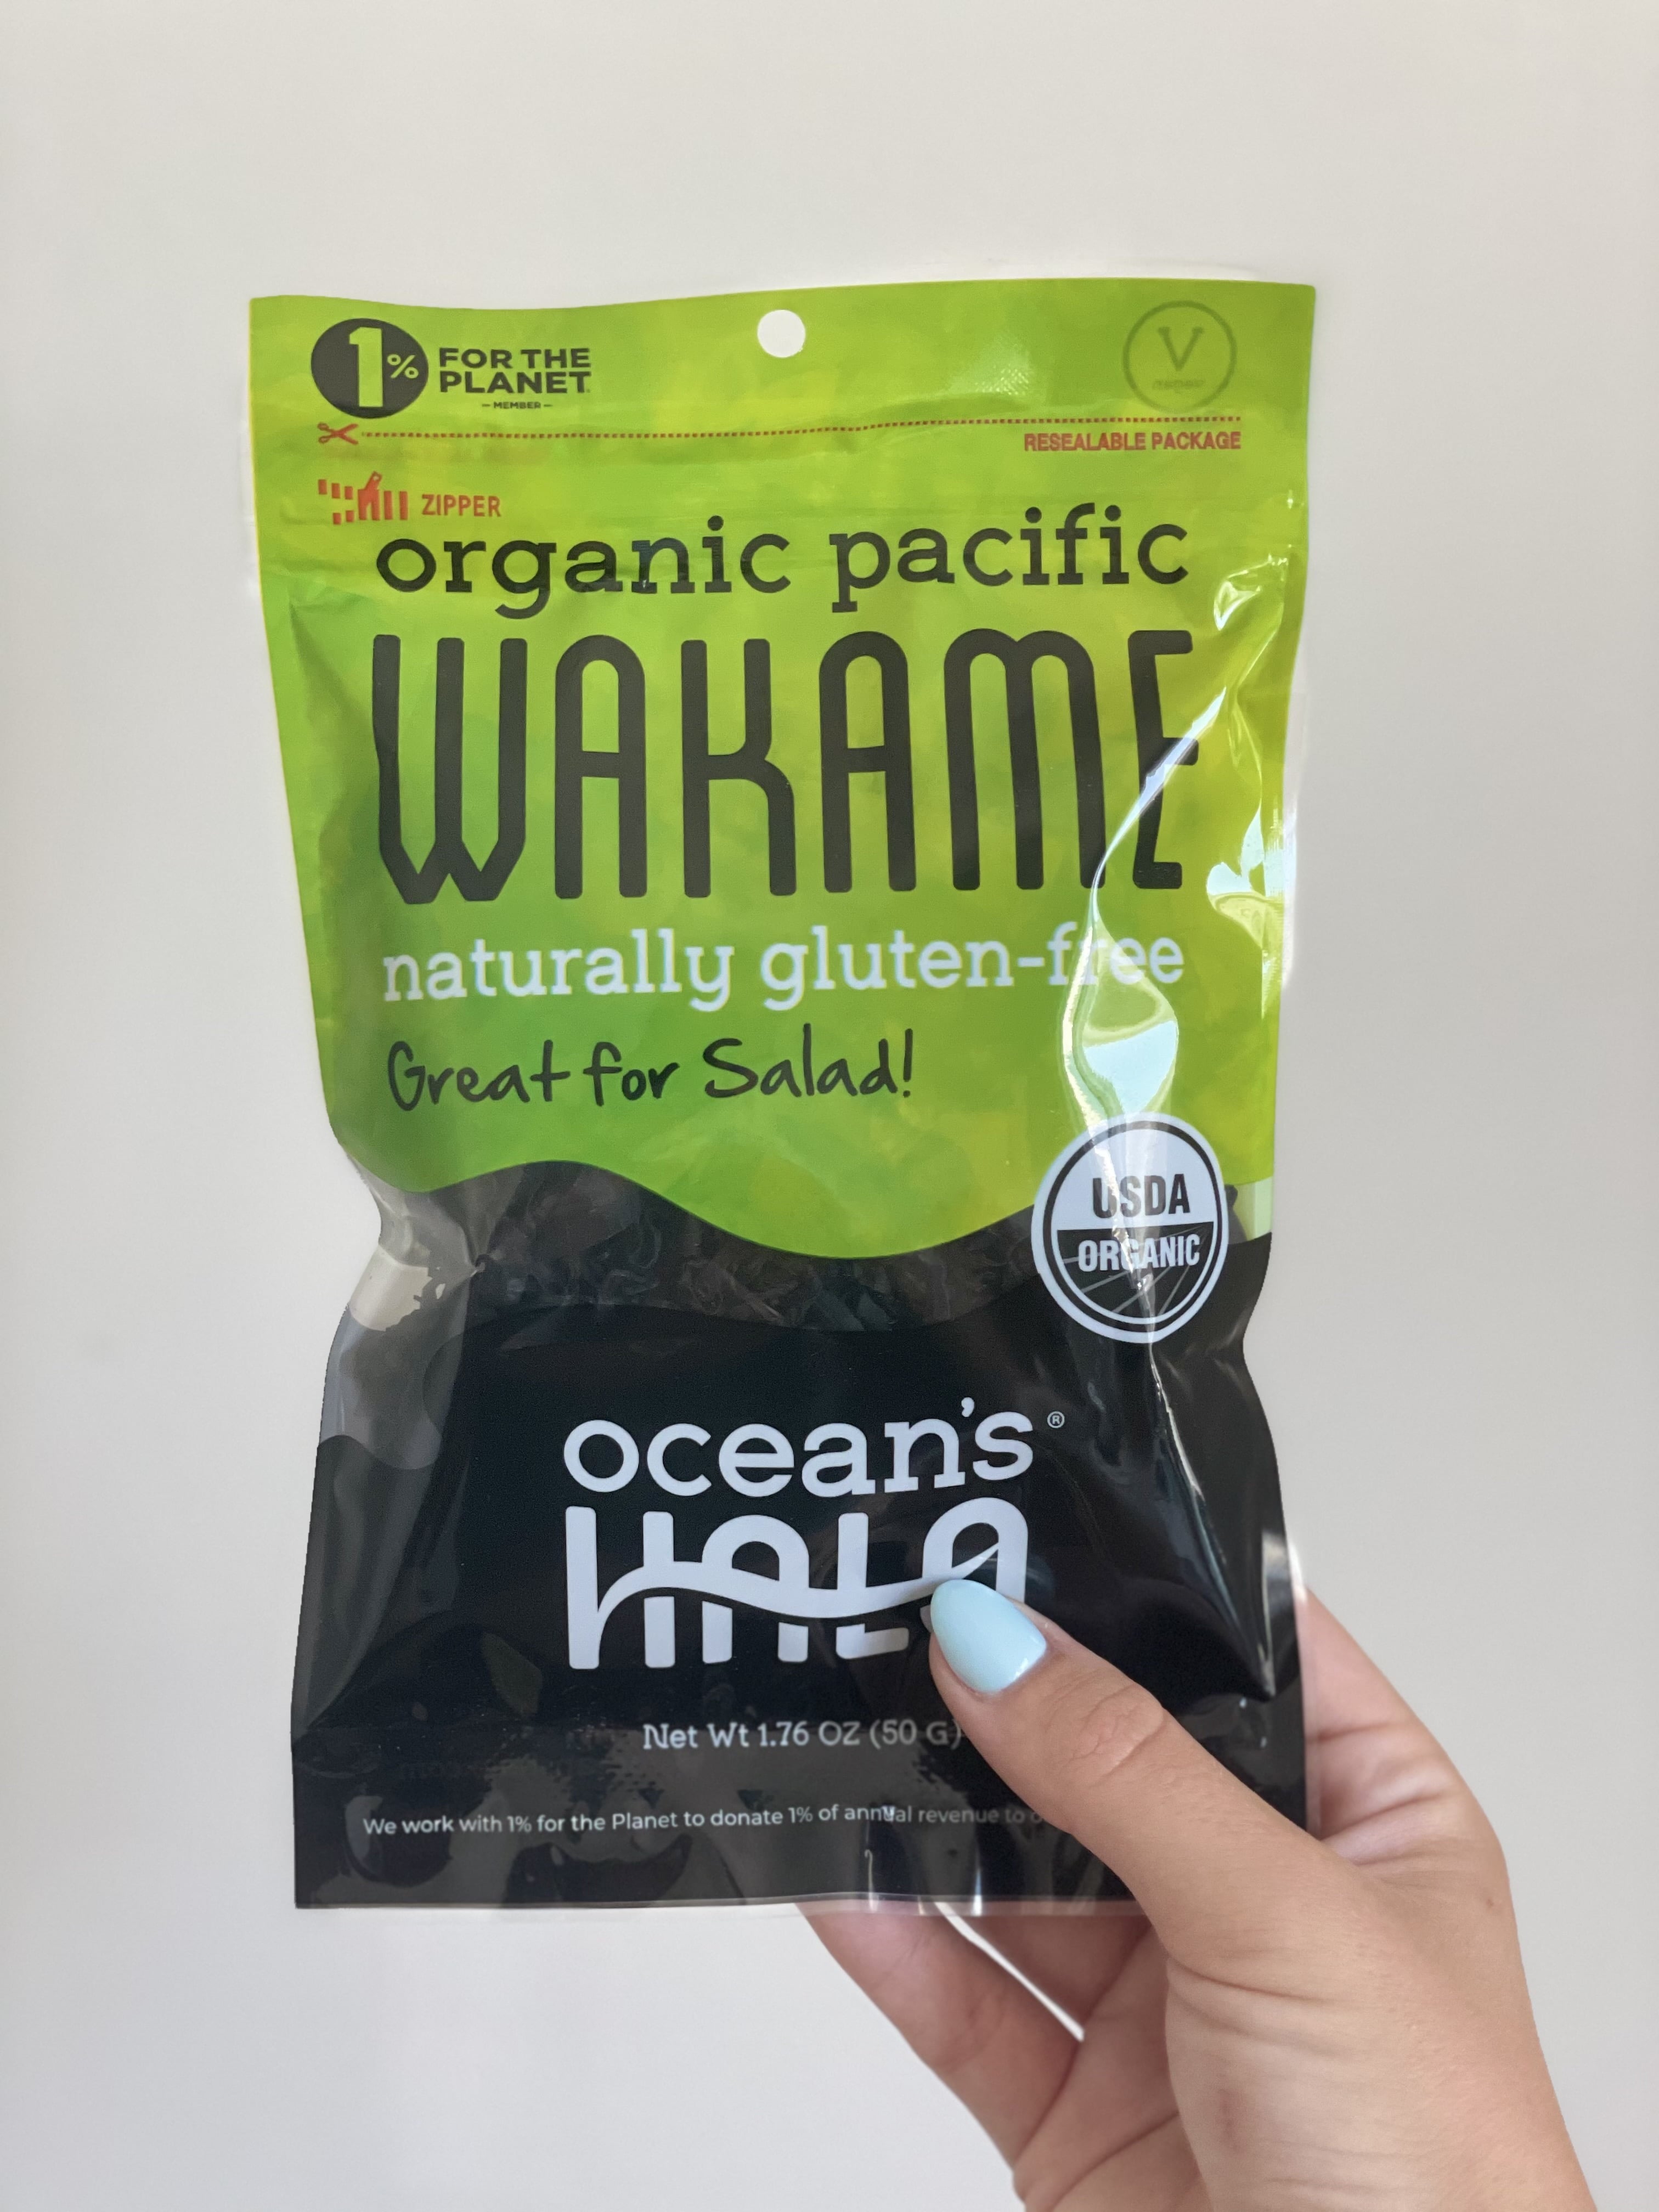 1% FOR THE
PLANET
MEMBER
V
RESEALABLE PACKAGE
ZIPPER
organic pacific
WAKAME
naturally gluten-free
Great for Salad!
USDA
ORGANIC
ocean's®
HALO
Net Wt 1.76 OZ (50 G)
We work with 1% for the Planet to donate 1% of annual revenue to